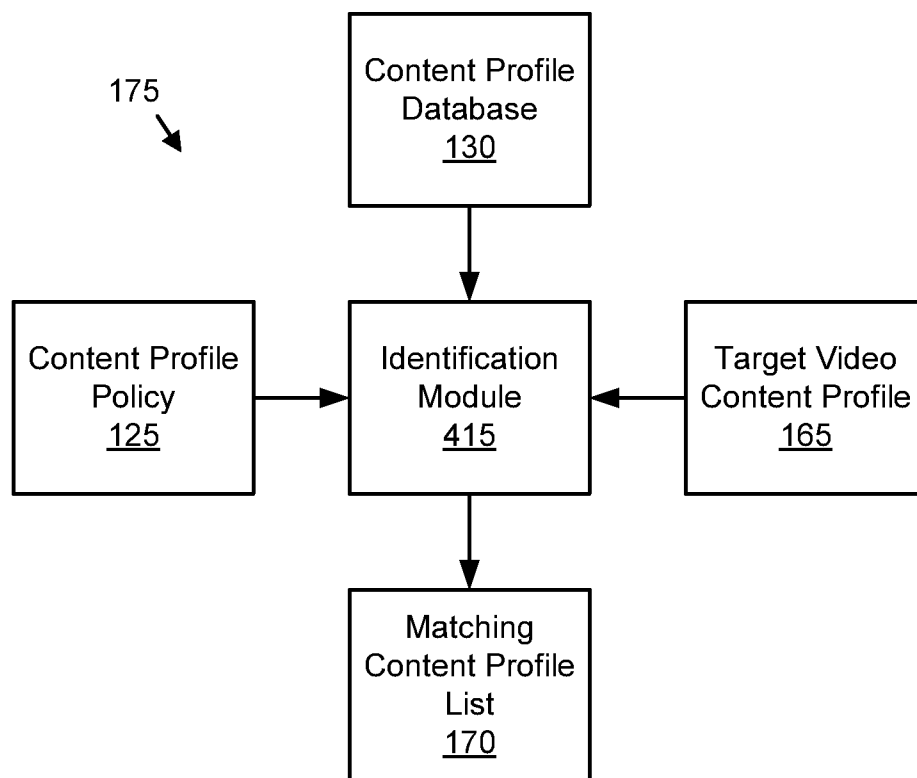 175
Content Profile
Database
130
Content Profile
Policy
125
Identification
Module
415
Target Video
Content Profile
165
Matching
Content Profile
List
170